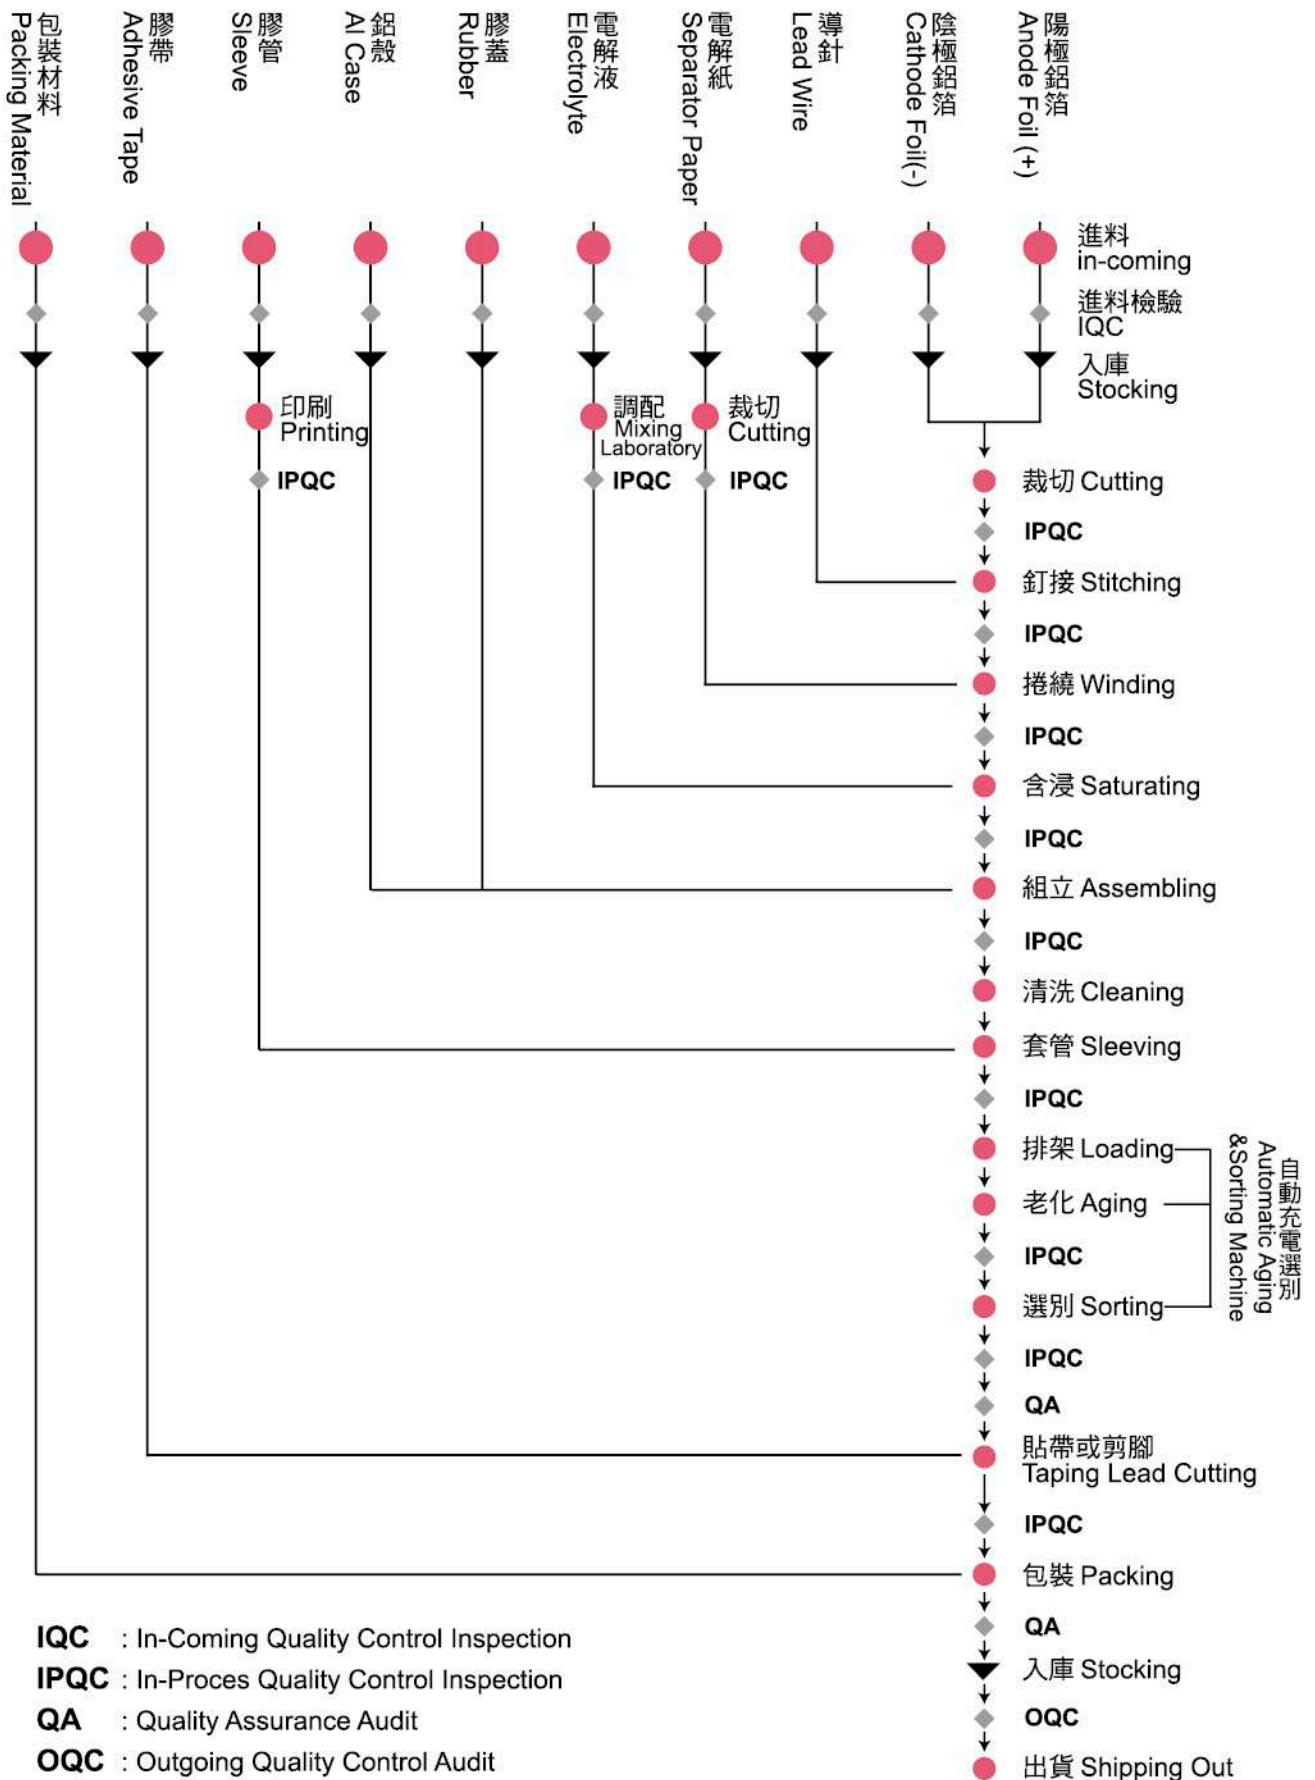 包裝材料
Packing Material
膠帶
Adhesive Tape
膠管
Sleeve
鋁殼
Al Case
膠蓋
Rubber
電解液
Electrolyte
電解紙
Separator Paper
導針
Lead Wire
陰極鋁箔
Cathode Foil(-)
陽極鋁箔
Anode Foil (+)
進料
in-coming
進料檢驗
IQC
入庫
Stocking
印刷
Printing
IPQC
調配
Mixing
Laboratory
IPQC
裁切
Cutting
IPQC
裁切 Cutting
IPQC
釘接 Stitching
IPQC
捲繞 Winding
IPQC
含浸 Saturating
IPQC
組立 Assembling
IPQC
清洗 Cleaning
套管 Sleeving
IPQC
排架 Loading
老化 Aging
IPQC
選別 Sorting
自動充電選別
Automatic Aging
&Sorting Machine
IPQC
QA
貼帶或剪腳
Taping Lead Cutting
IPQC
包裝 Packing
QA
入庫 Stocking
OQC
出貨 Shipping Out
IQC : In-Coming Quality Control Inspection
IPQC : In-Proces Quality Control Inspection
QA : Quality Assurance Audit
OQC : Outgoing Quality Control Audit